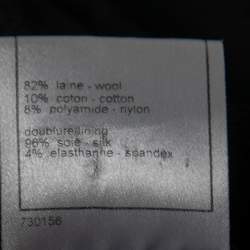 82% laine - wool
10% coton - cotton
8% polyamide - nylon
doublure/lining
96% soie - silk
4% elasthanne - spandex
730156